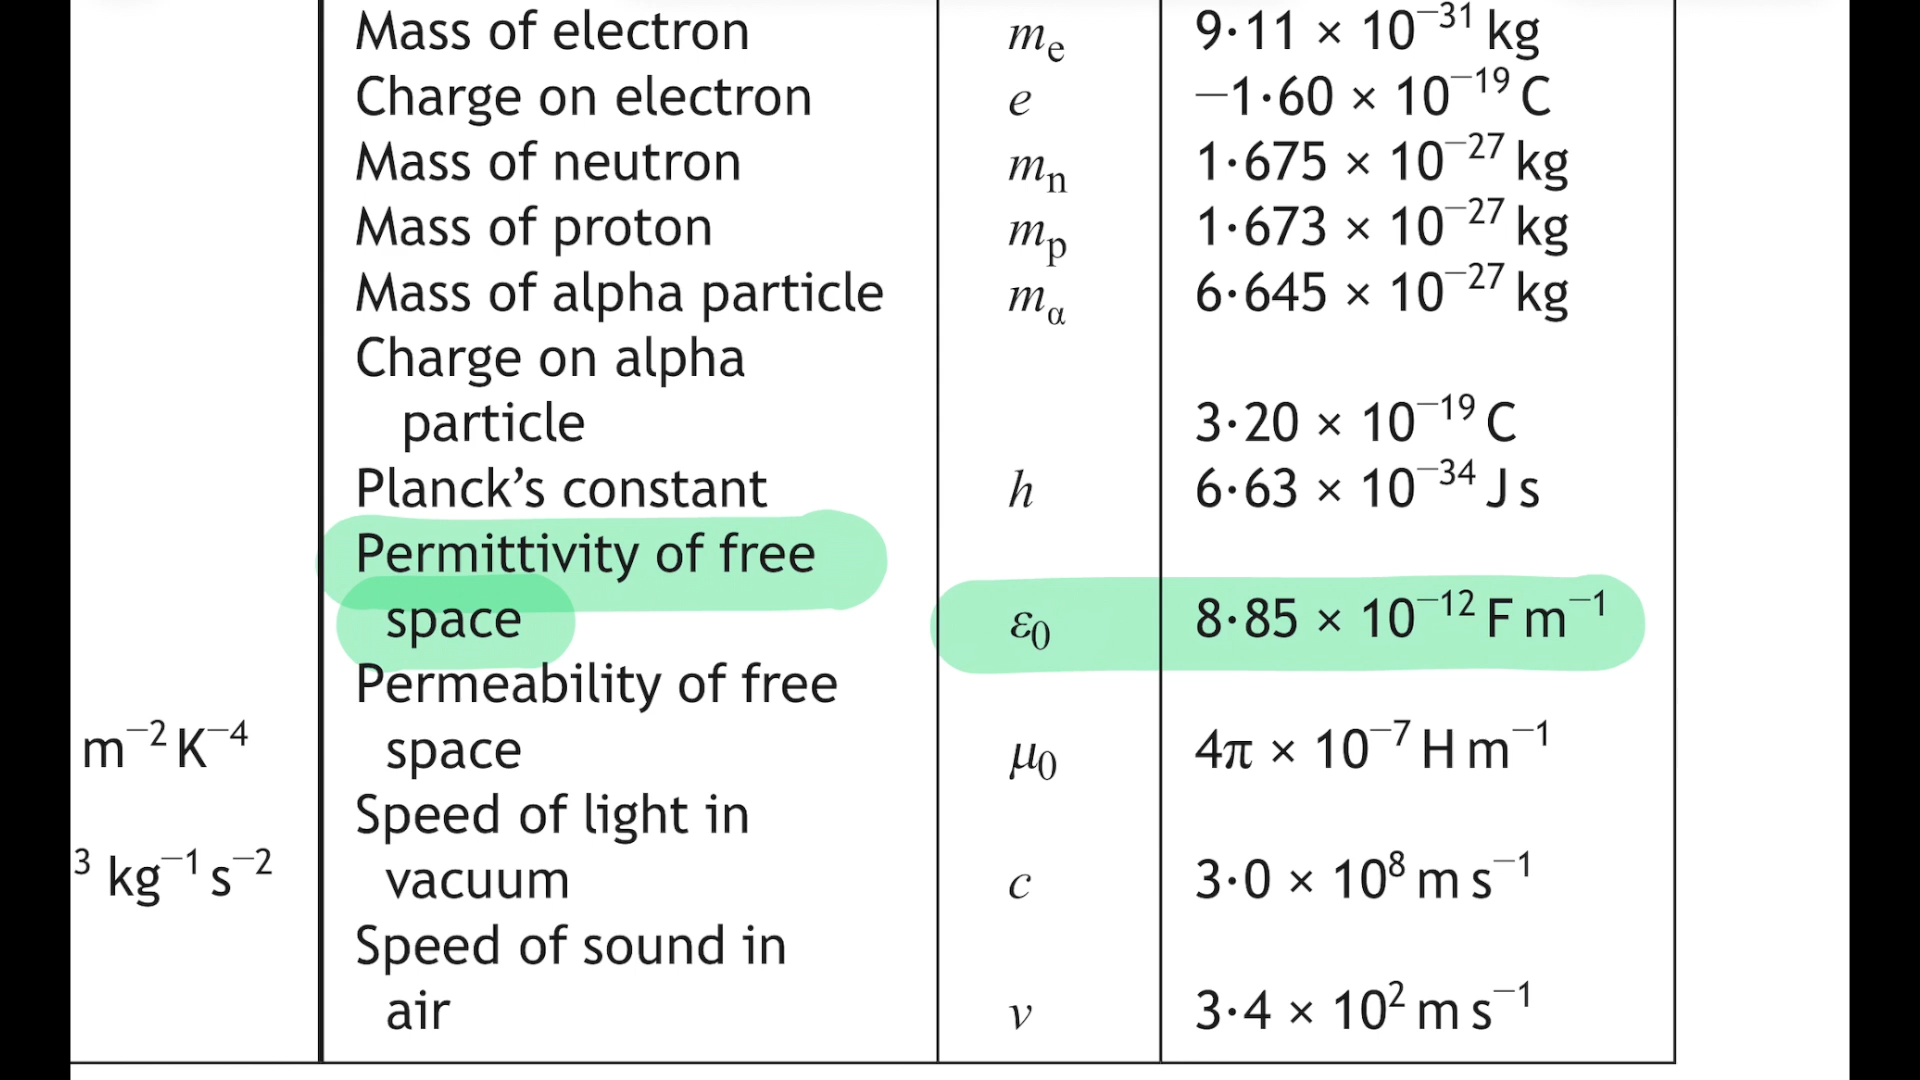 Mass of electron mₑ 9·11 × 10⁻³¹ kg
Charge on electron e −1·60 × 10⁻¹⁹ C
Mass of neutron mₙ 1·675 × 10⁻²⁷ kg
Mass of proton mₚ 1·673 × 10⁻²⁷ kg
Mass of alpha particle m_α 6·645 × 10⁻²⁷ kg
Charge on alpha
particle 3·20 × 10⁻¹⁹ C
Planck’s constant h 6·63 × 10⁻³⁴ J s
Permittivity of free
space ε₀ 8·85 × 10⁻¹² F m⁻¹
Permeability of free
m⁻² K⁻⁴ space μ₀ 4π × 10⁻⁷ H m⁻¹
Speed of light in
³ kg⁻¹ s⁻² vacuum c 3·0 × 10⁸ m s⁻¹
Speed of sound in
air v 3·4 × 10² m s⁻¹